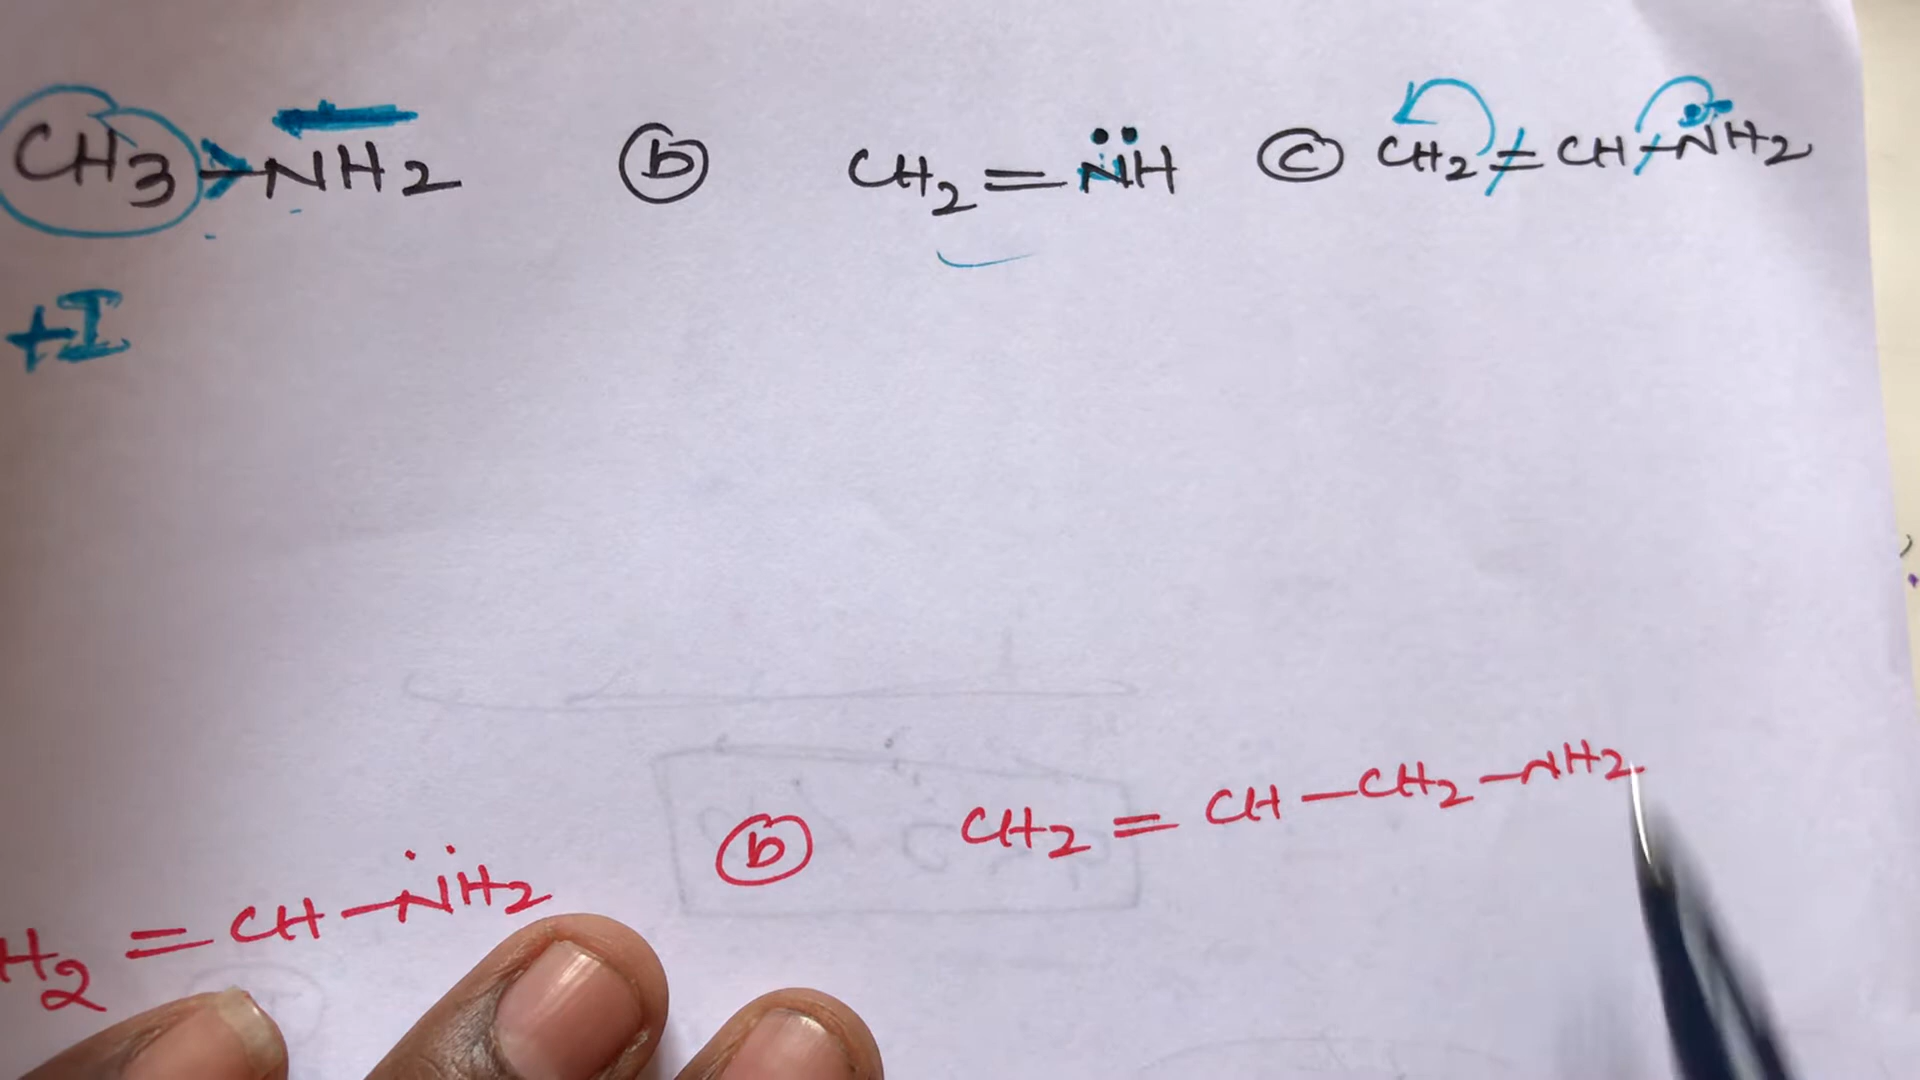 CH3 - NH2 (b) CH2 = N̈H (c) CH2 = CH - NH2
+I
(b) CH2 = CH - CH2 - NH2
H2 = CH - N̈H2